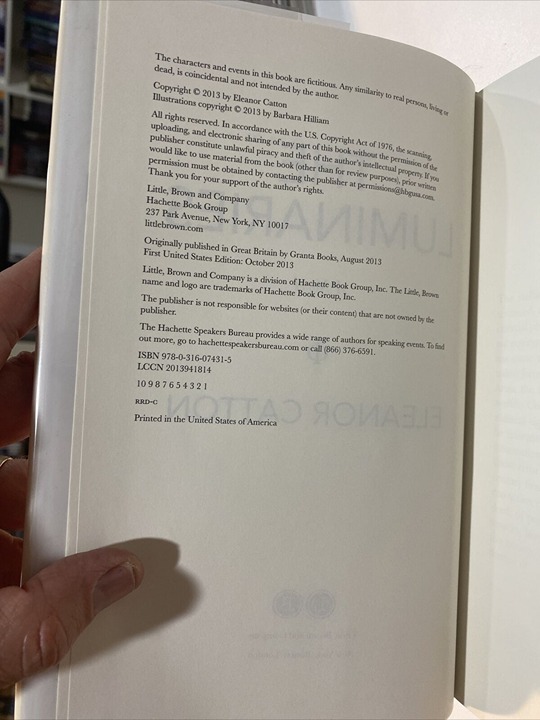 The characters and events in this book are fictitious. Any similarity to real persons, living or
dead, is coincidental and not intended by the author.
Copyright © 2013 by Eleanor Catton
Illustrations copyright © 2013 by Barbara Hilliam
All rights reserved. In accordance with the U.S. Copyright Act of 1976, the scanning,
uploading, and electronic sharing of any part of this book without the permission of the
publisher constitute unlawful piracy and theft of the author's intellectual property. If you
would like to use material from the book (other than for review purposes), prior written
permission must be obtained by contacting the publisher at permissions@hbgusa.com.
Thank you for your support of the author's rights.
Little, Brown and Company
Hachette Book Group
237 Park Avenue, New York, NY 10017
littlebrown.com
Originally published in Great Britain by Granta Books, August 2013
First United States Edition: October 2013
Little, Brown and Company is a division of Hachette Book Group, Inc. The Little, Brown
name and logo are trademarks of Hachette Book Group, Inc.
The publisher is not responsible for websites (or their content) that are not owned by the
publisher.
The Hachette Speakers Bureau provides a wide range of authors for speaking events. To find
out more, go to hachettespeakersbureau.com or call (866) 376-6591.
ISBN 978-0-316-07431-5
LCCN 2013941814
10 9 8 7 6 5 4 3 2 1
RRD-C
Printed in the United States of America
LUMINARIES
ELEANOR CATTON